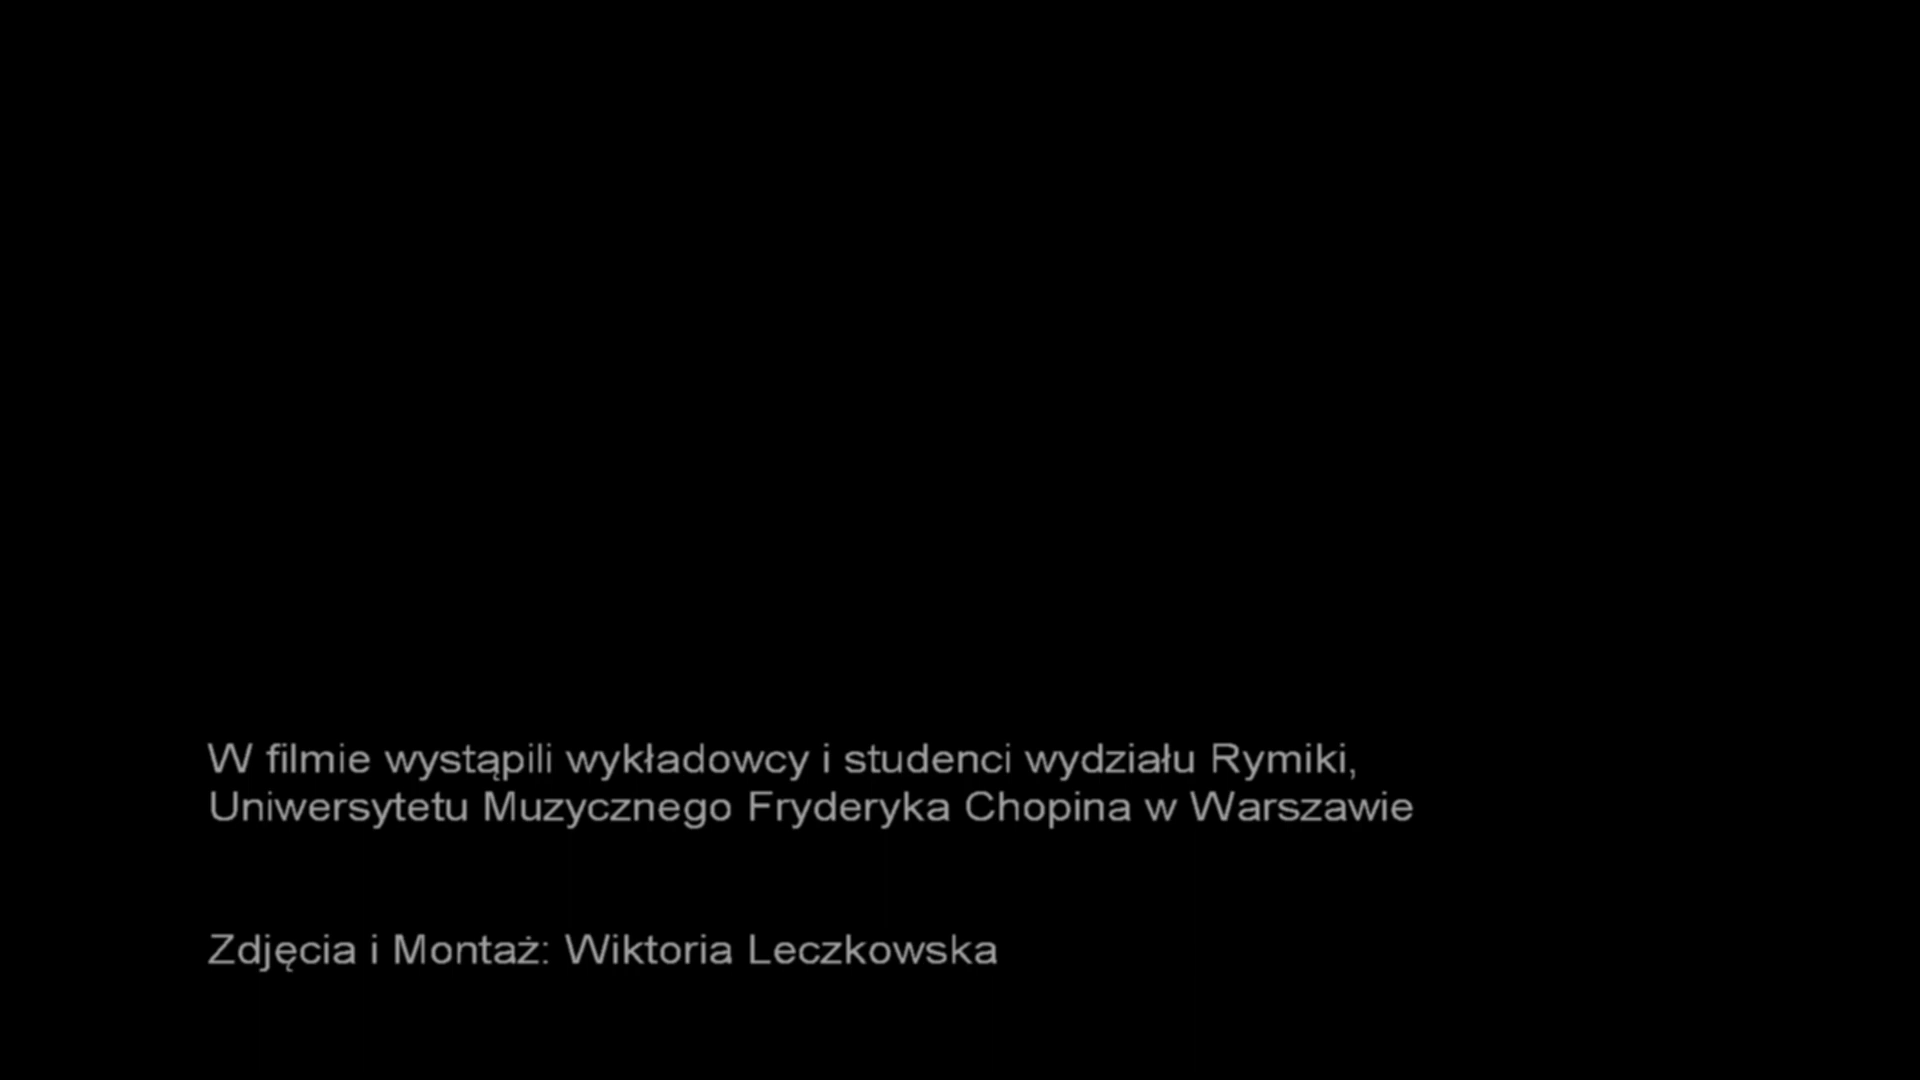 W filmie wystąpili wykładowcy i studenci wydziału Rymiki,
Uniwersytetu Muzycznego Fryderyka Chopina w Warszawie
Zdjęcia i Montaż: Wiktoria Leczkowska